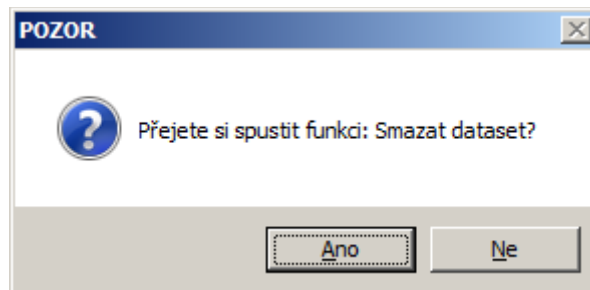 POZOR
Přejete si spustit funkci: Smazat dataset?
Ano Ne